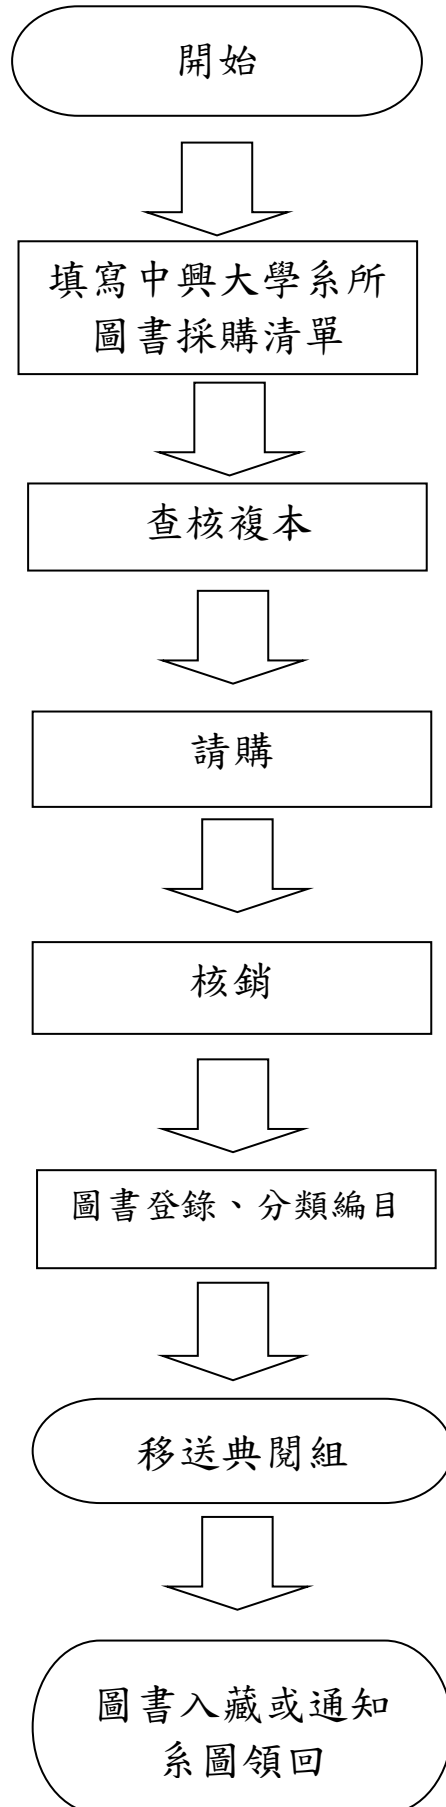 開始
填寫中興大學系所
圖書採購清單
查核複本
請購
核銷
圖書登錄、分類編目
移送典閱組
圖書入藏或通知
系圖領回